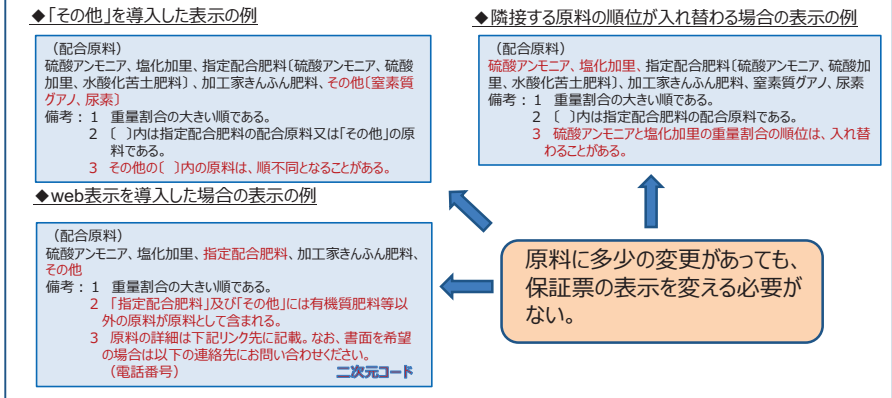 ◆「その他」を導入した表示の例
（配合原料）
硫酸アンモニア、塩化加里、指定配合肥料〔硫酸アンモニア、硫酸
加里、水酸化苦土肥料〕、加工家きんふん肥料、その他〔窒素質
グアノ、尿素〕
備考：１　重量割合の大きい順である。
２　〔　〕内は指定配合肥料の配合原料又は「その他」の原
料である。
３　その他の〔　〕内の原料は、順不同となることがある。
◆web表示を導入した場合の表示の例
（配合原料）
硫酸アンモニア、塩化加里、指定配合肥料、加工家きんふん肥料、
その他
備考：１　重量割合の大きい順である。
２　「指定配合肥料」及び「その他」には有機質肥料等以
外の原料が原料として含まれる。
３　原料の詳細は下記リンク先に記載。なお、書面を希望
の場合は以下の連絡先にお問い合わせください。
（電話番号）　二次元コード
◆隣接する原料の順位が入れ替わる場合の表示の例
（配合原料）
硫酸アンモニア、塩化加里、指定配合肥料〔硫酸アンモニア、硫酸加
里、水酸化苦土肥料〕、加工家きんふん肥料、窒素質グアノ、尿素
備考：１　重量割合の大きい順である。
２　〔　〕内は指定配合肥料の配合原料である。
３　硫酸アンモニアと塩化加里の重量割合の順位は、入れ替
わることがある。
原料に多少の変更があっても、
保証票の表示を変える必要が
ない。